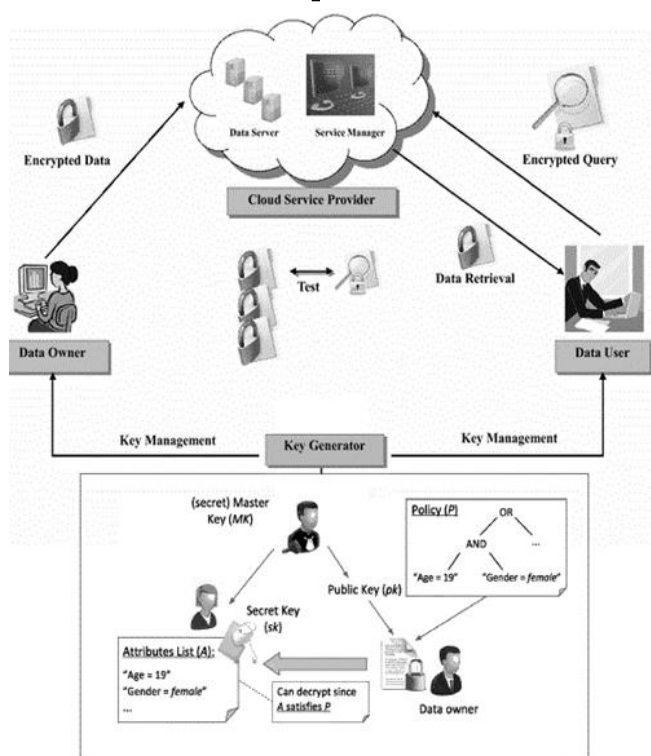 Data Server
Service Manager
Encrypted Data
Encrypted Query
Cloud Service Provider
Test
Data Retrieval
Data Owner
Data User
Key Management
Key Generator
Key Management
(secret) Master
Key (MK)
Policy (P)
OR
AND
...
"Age = 19"
"Gender = female"
Public Key (pk)
Secret Key
(sk)
Attributes List (A):
"Age = 19"
"Gender = female"
...
Can decrypt since
A satisfies P
Data owner